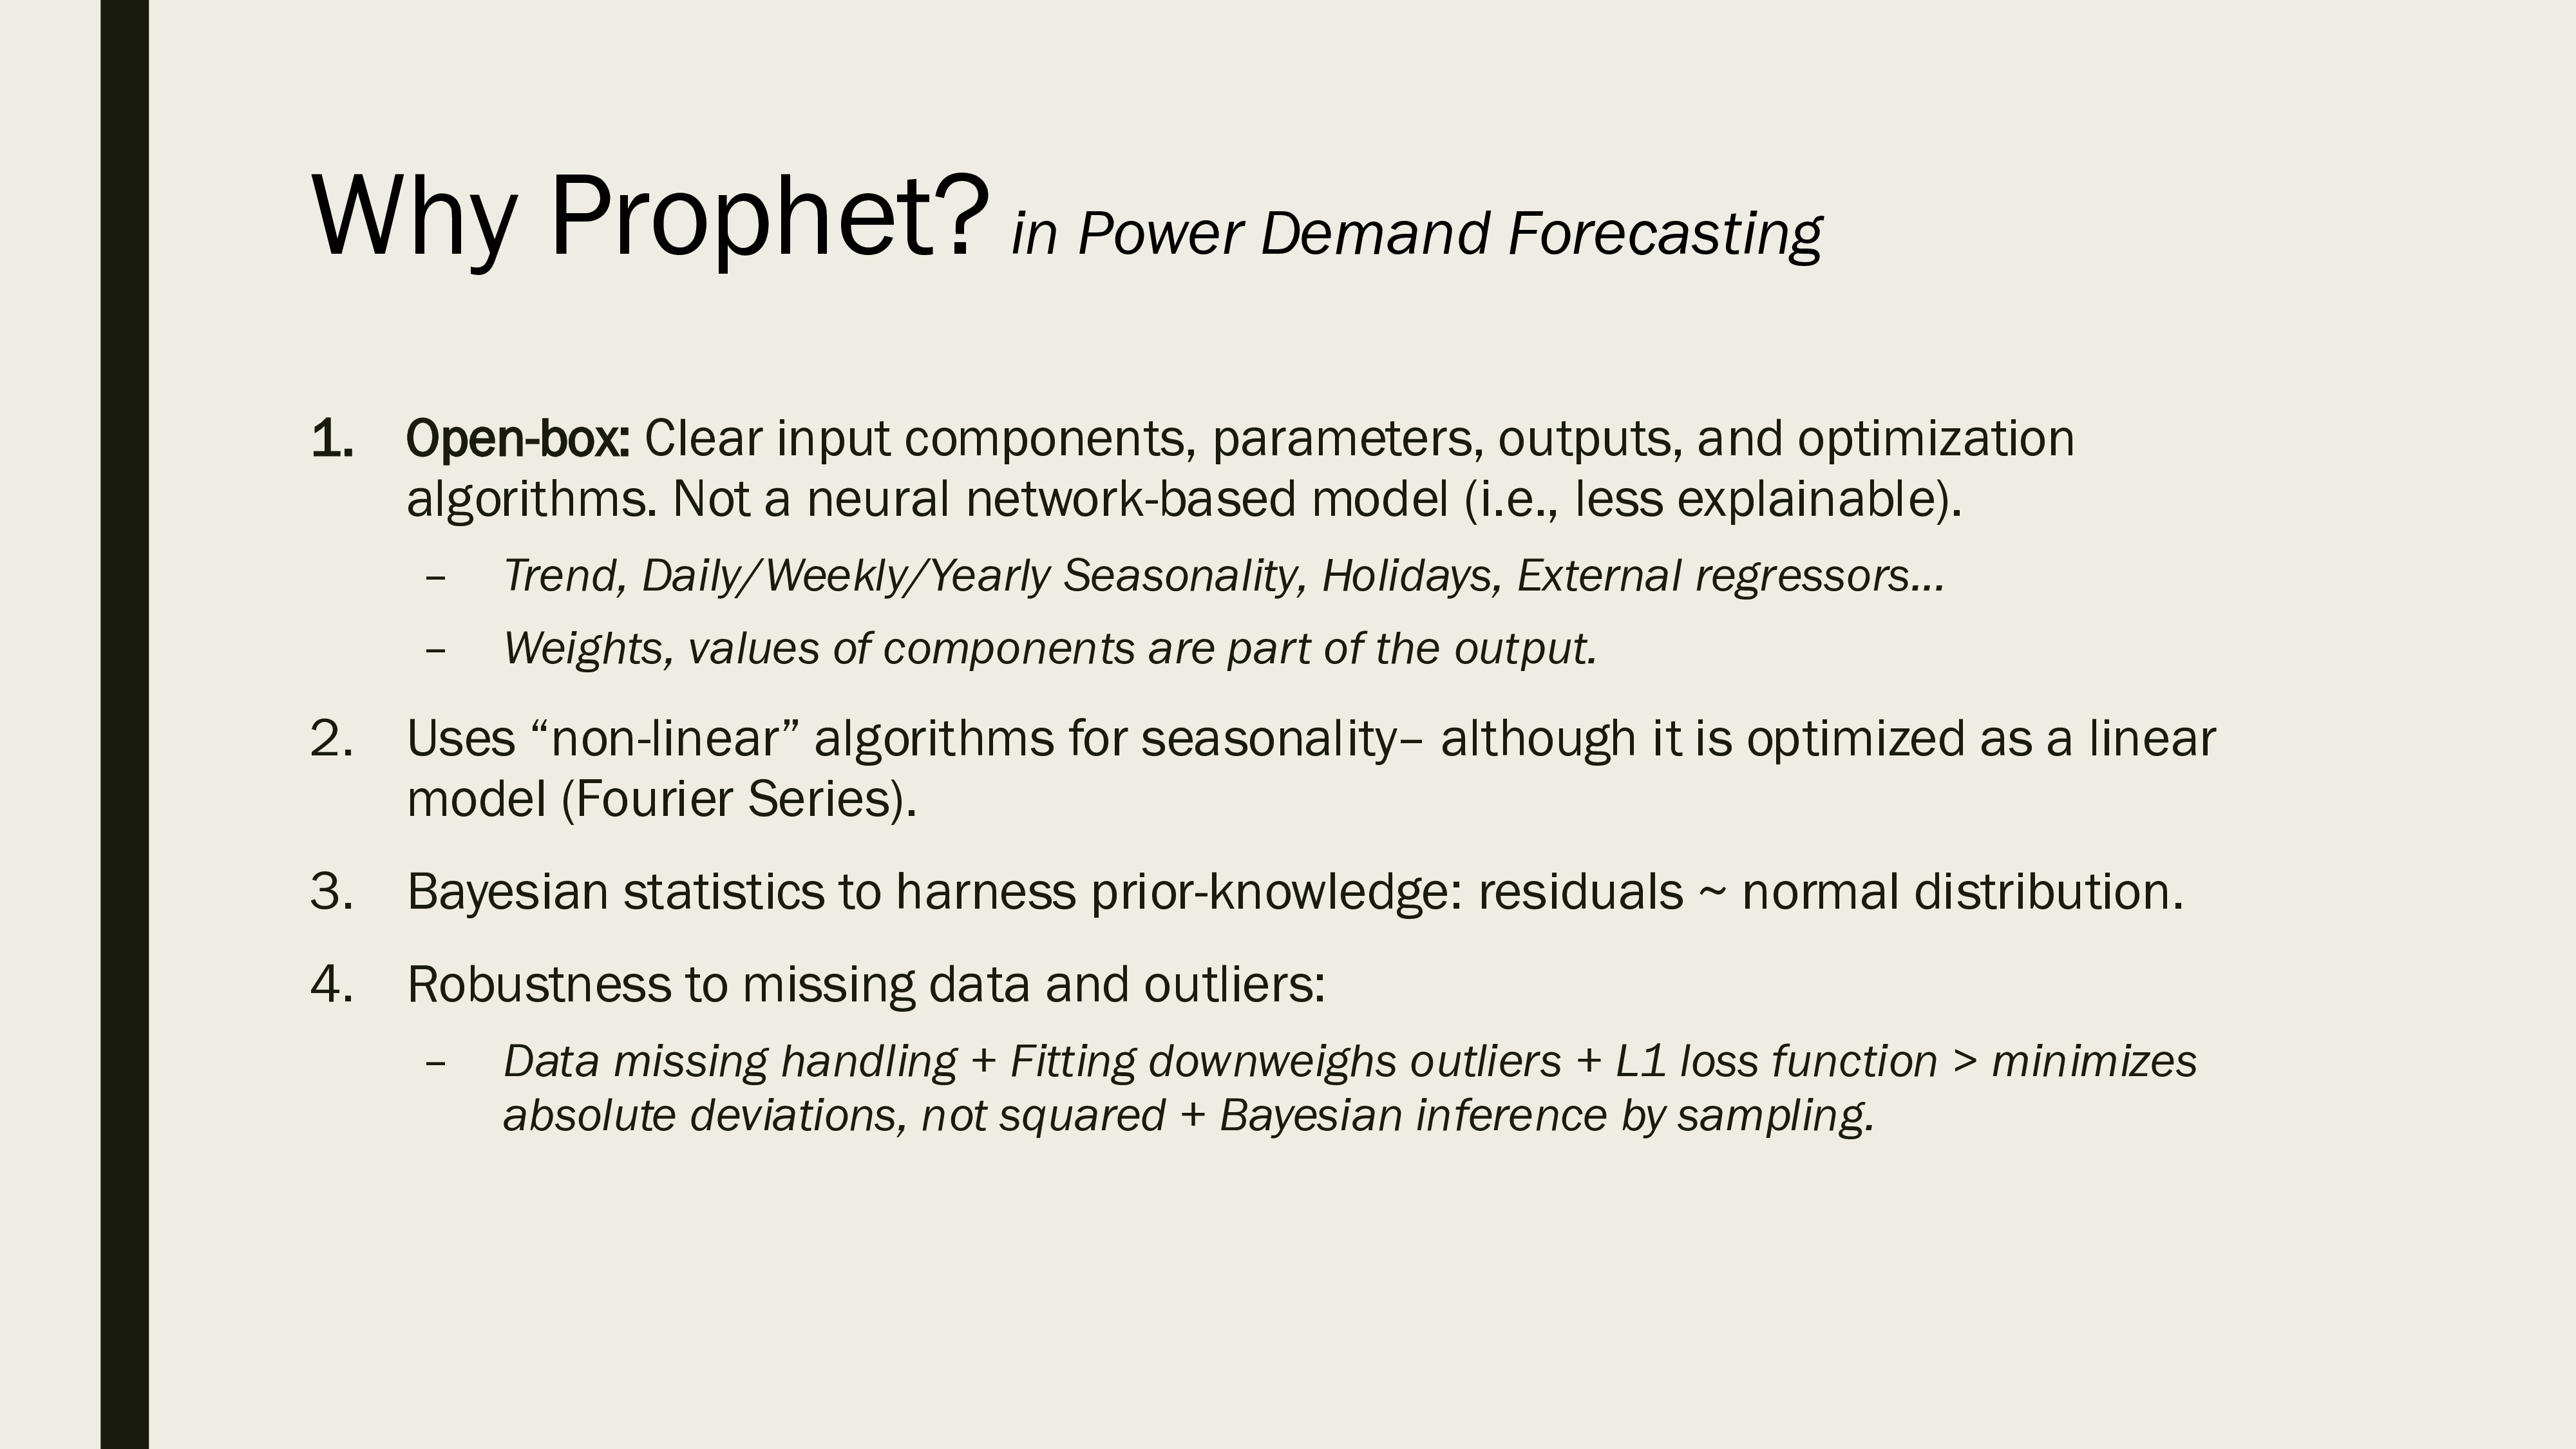 Why Prophet? in Power Demand Forecasting
1. Open-box: Clear input components, parameters, outputs, and optimization
algorithms. Not a neural network-based model (i.e., less explainable).
– Trend, Daily/Weekly/Yearly Seasonality, Holidays, External regressors…
– Weights, values of components are part of the output.
2. Uses “non-linear” algorithms for seasonality– although it is optimized as a linear
model (Fourier Series).
3. Bayesian statistics to harness prior-knowledge: residuals ~ normal distribution.
4. Robustness to missing data and outliers:
– Data missing handling + Fitting downweighs outliers + L1 loss function > minimizes
absolute deviations, not squared + Bayesian inference by sampling.